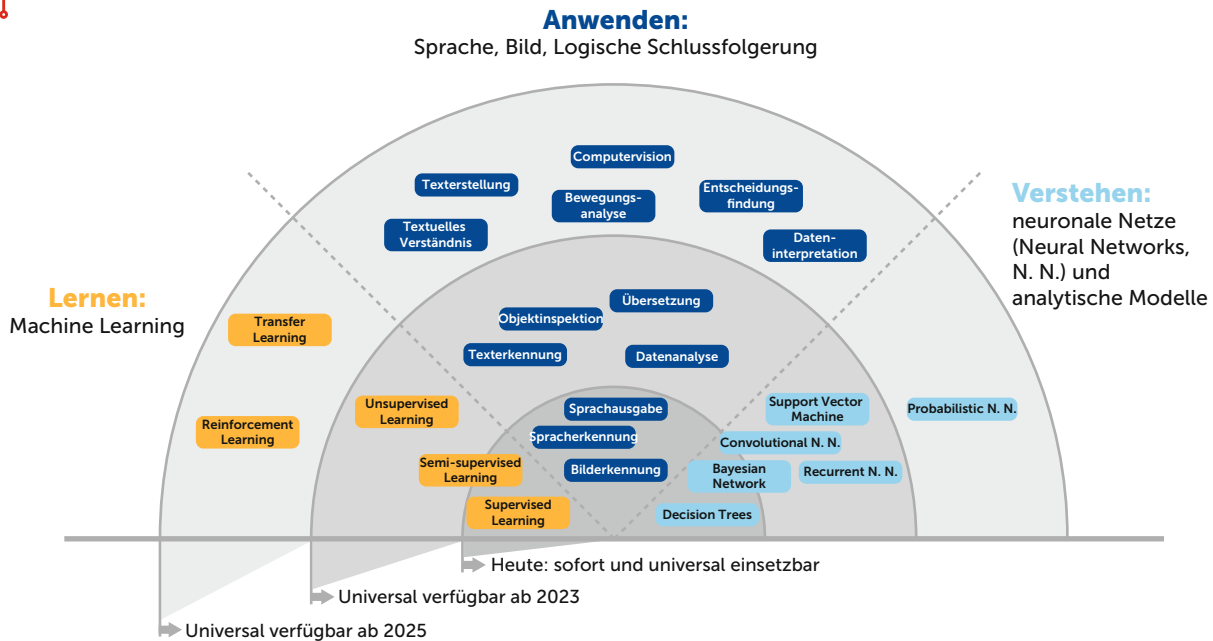 Anwenden:
Sprache, Bild, Logische Schlussfolgerung
Computervision
Texterstellung
Bewegungs-
analyse
Entscheidungs-
findung
Textuelles
Verständnis
Daten-
interpretation
Verstehen:
neuronale Netze
(Neural Networks,
N. N.) und
analytische Modelle
Lernen:
Machine Learning
Transfer
Learning
Reinforcement
Learning
Übersetzung
Objektinspektion
Texterkennung
Datenanalyse
Unsupervised
Learning
Semi-supervised
Learning
Supervised
Learning
Sprachausgabe
Spracherkennung
Bilderkennung
Support Vector
Machine
Convolutional N. N.
Bayesian
Network
Recurrent N. N.
Decision Trees
Probabilistic N. N.
Heute: sofort und universal einsetzbar
Universal verfügbar ab 2023
Universal verfügbar ab 2025